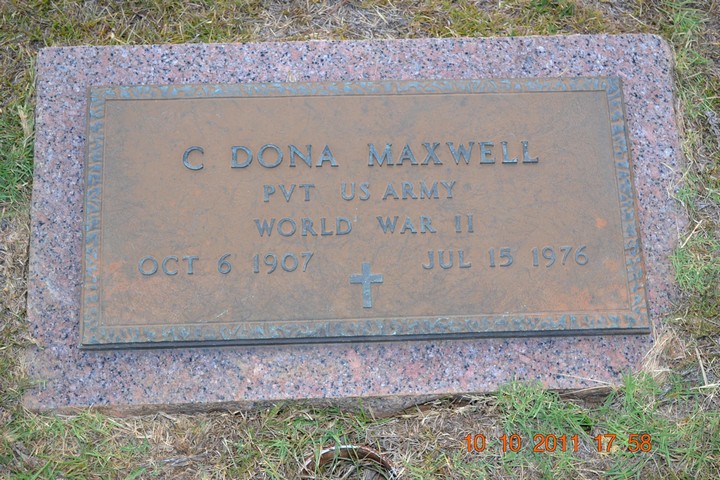 C DONA MAXWELL
PVT US ARMY
WORLD WAR II
OCT 6 1907 JUL 15 1976
10 10 2011 17 58